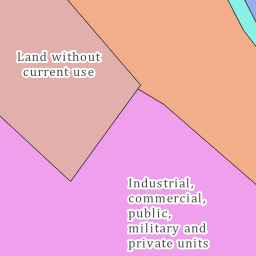 Land without
current use
Industrial,
commercial,
public,
military and
private units